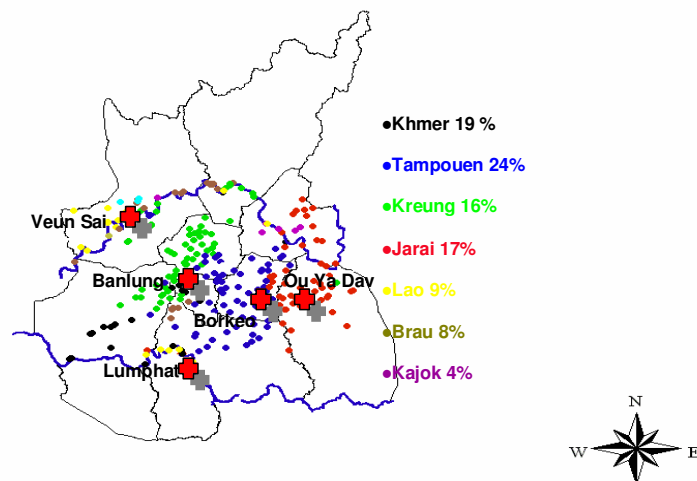 Khmer 19 %
Tampouen 24%
Kreung 16%
Veun Sai
Jarai 17%
Banlung
Ou Ya Dav
Lao 9%
Borkeo
Brau 8%
Lumphat
Kajok 4%
N
W
E